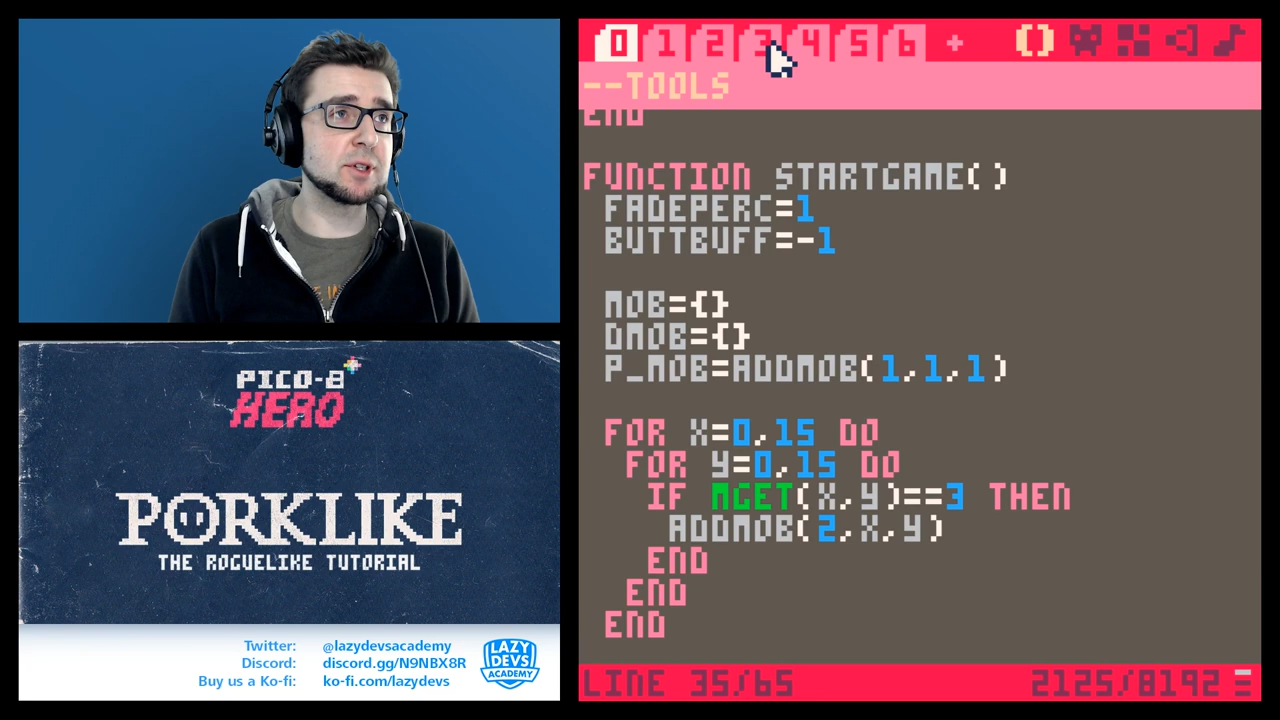 0 1 2 3 4 5 6 +
--TOOLS
END
FUNCTION STARTGAME()
FADEPERC=1
BUTTBUFF=-1
MOB={}
DMOB={}
P_MOB=ADDMOB(1,1,1)
FOR X=0,15 DO
FOR Y=0,15 DO
IF MGET(X,Y)==3 THEN
ADDMOB(2,X,Y)
END
END
END
LINE 35/65
2125/8192
PICO-8
HERO
PORKLIKE
THE ROGUELIKE TUTORIAL
Twitter: @lazydevsacademy
Discord: discord.gg/N9NBX8R
Buy us a Ko-fi: ko-fi.com/lazydevs
LAZY
DEVS
ACADEMY